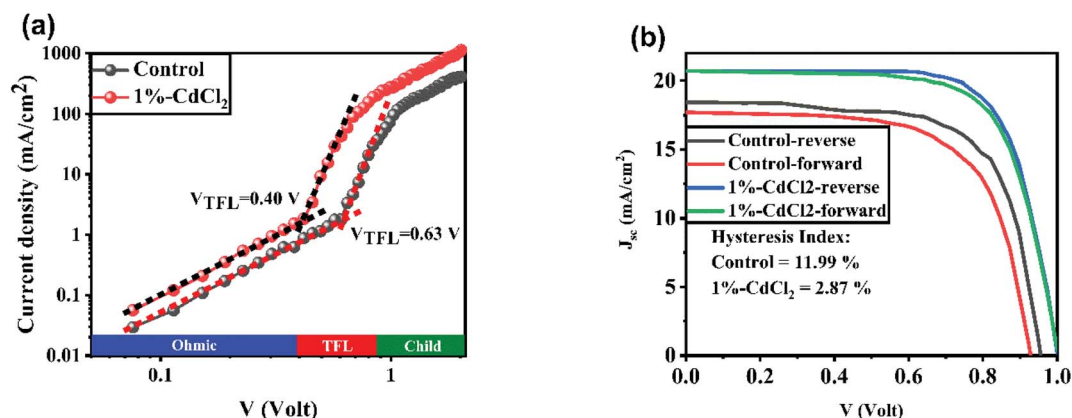 (a)
1000
100
10
1
0.1
0.01
Current density (mA/cm2)
Control
1%-CdCl₂
V_TFL=0.40 V
V_TFL=0.63 V
Ohmic
TFL
Child
0.1
1
V (Volt)
(b)
20
15
10
5
0
J_sc (mA/cm²)
Control-reverse
Control-forward
1%-CdCl2-reverse
1%-CdCl2-forward
Hysteresis Index:
Control = 11.99 %
1%-CdCl₂ = 2.87 %
0.0
0.2
0.4
0.6
0.8
1.0
V (Volt)